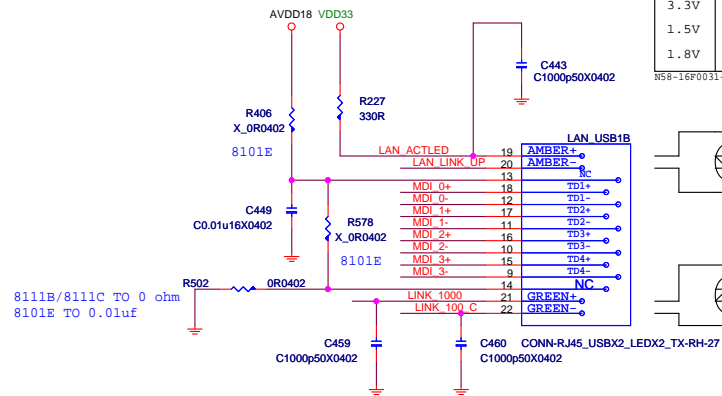 AVDD18 VDD33
3.3V
1.5V
1.8V
N58-16F0031-
C443
C1000p50X0402
R406
X_0R0402
8101E
R227
330R
LAN_USB1B
LAN_ACTLED 19 AMBER+
LAN_LINK_UP 20 AMBER-
13 NC
MDI_0+ 18 TD1+
MDI_0- 12 TD1-
MDI_1+ 17 TD2+
MDI_1- 11 TD2-
MDI_2+ 16 TD3+
MDI_2- 10 TD3-
MDI_3+ 15 TD4+
MDI_3- 9 TD4-
14 NC
LINK_1000 21 GREEN+
LINK_100_C 22 GREEN-
C449
C0.01u16X0402
R578
X_0R0402
8101E
R502 0R0402
8111B/8111C TO 0 ohm
8101E TO 0.01uf
C459
C1000p50X0402
C460
C1000p50X0402
CONN-RJ45_USBX2_LEDX2_TX-RH-27